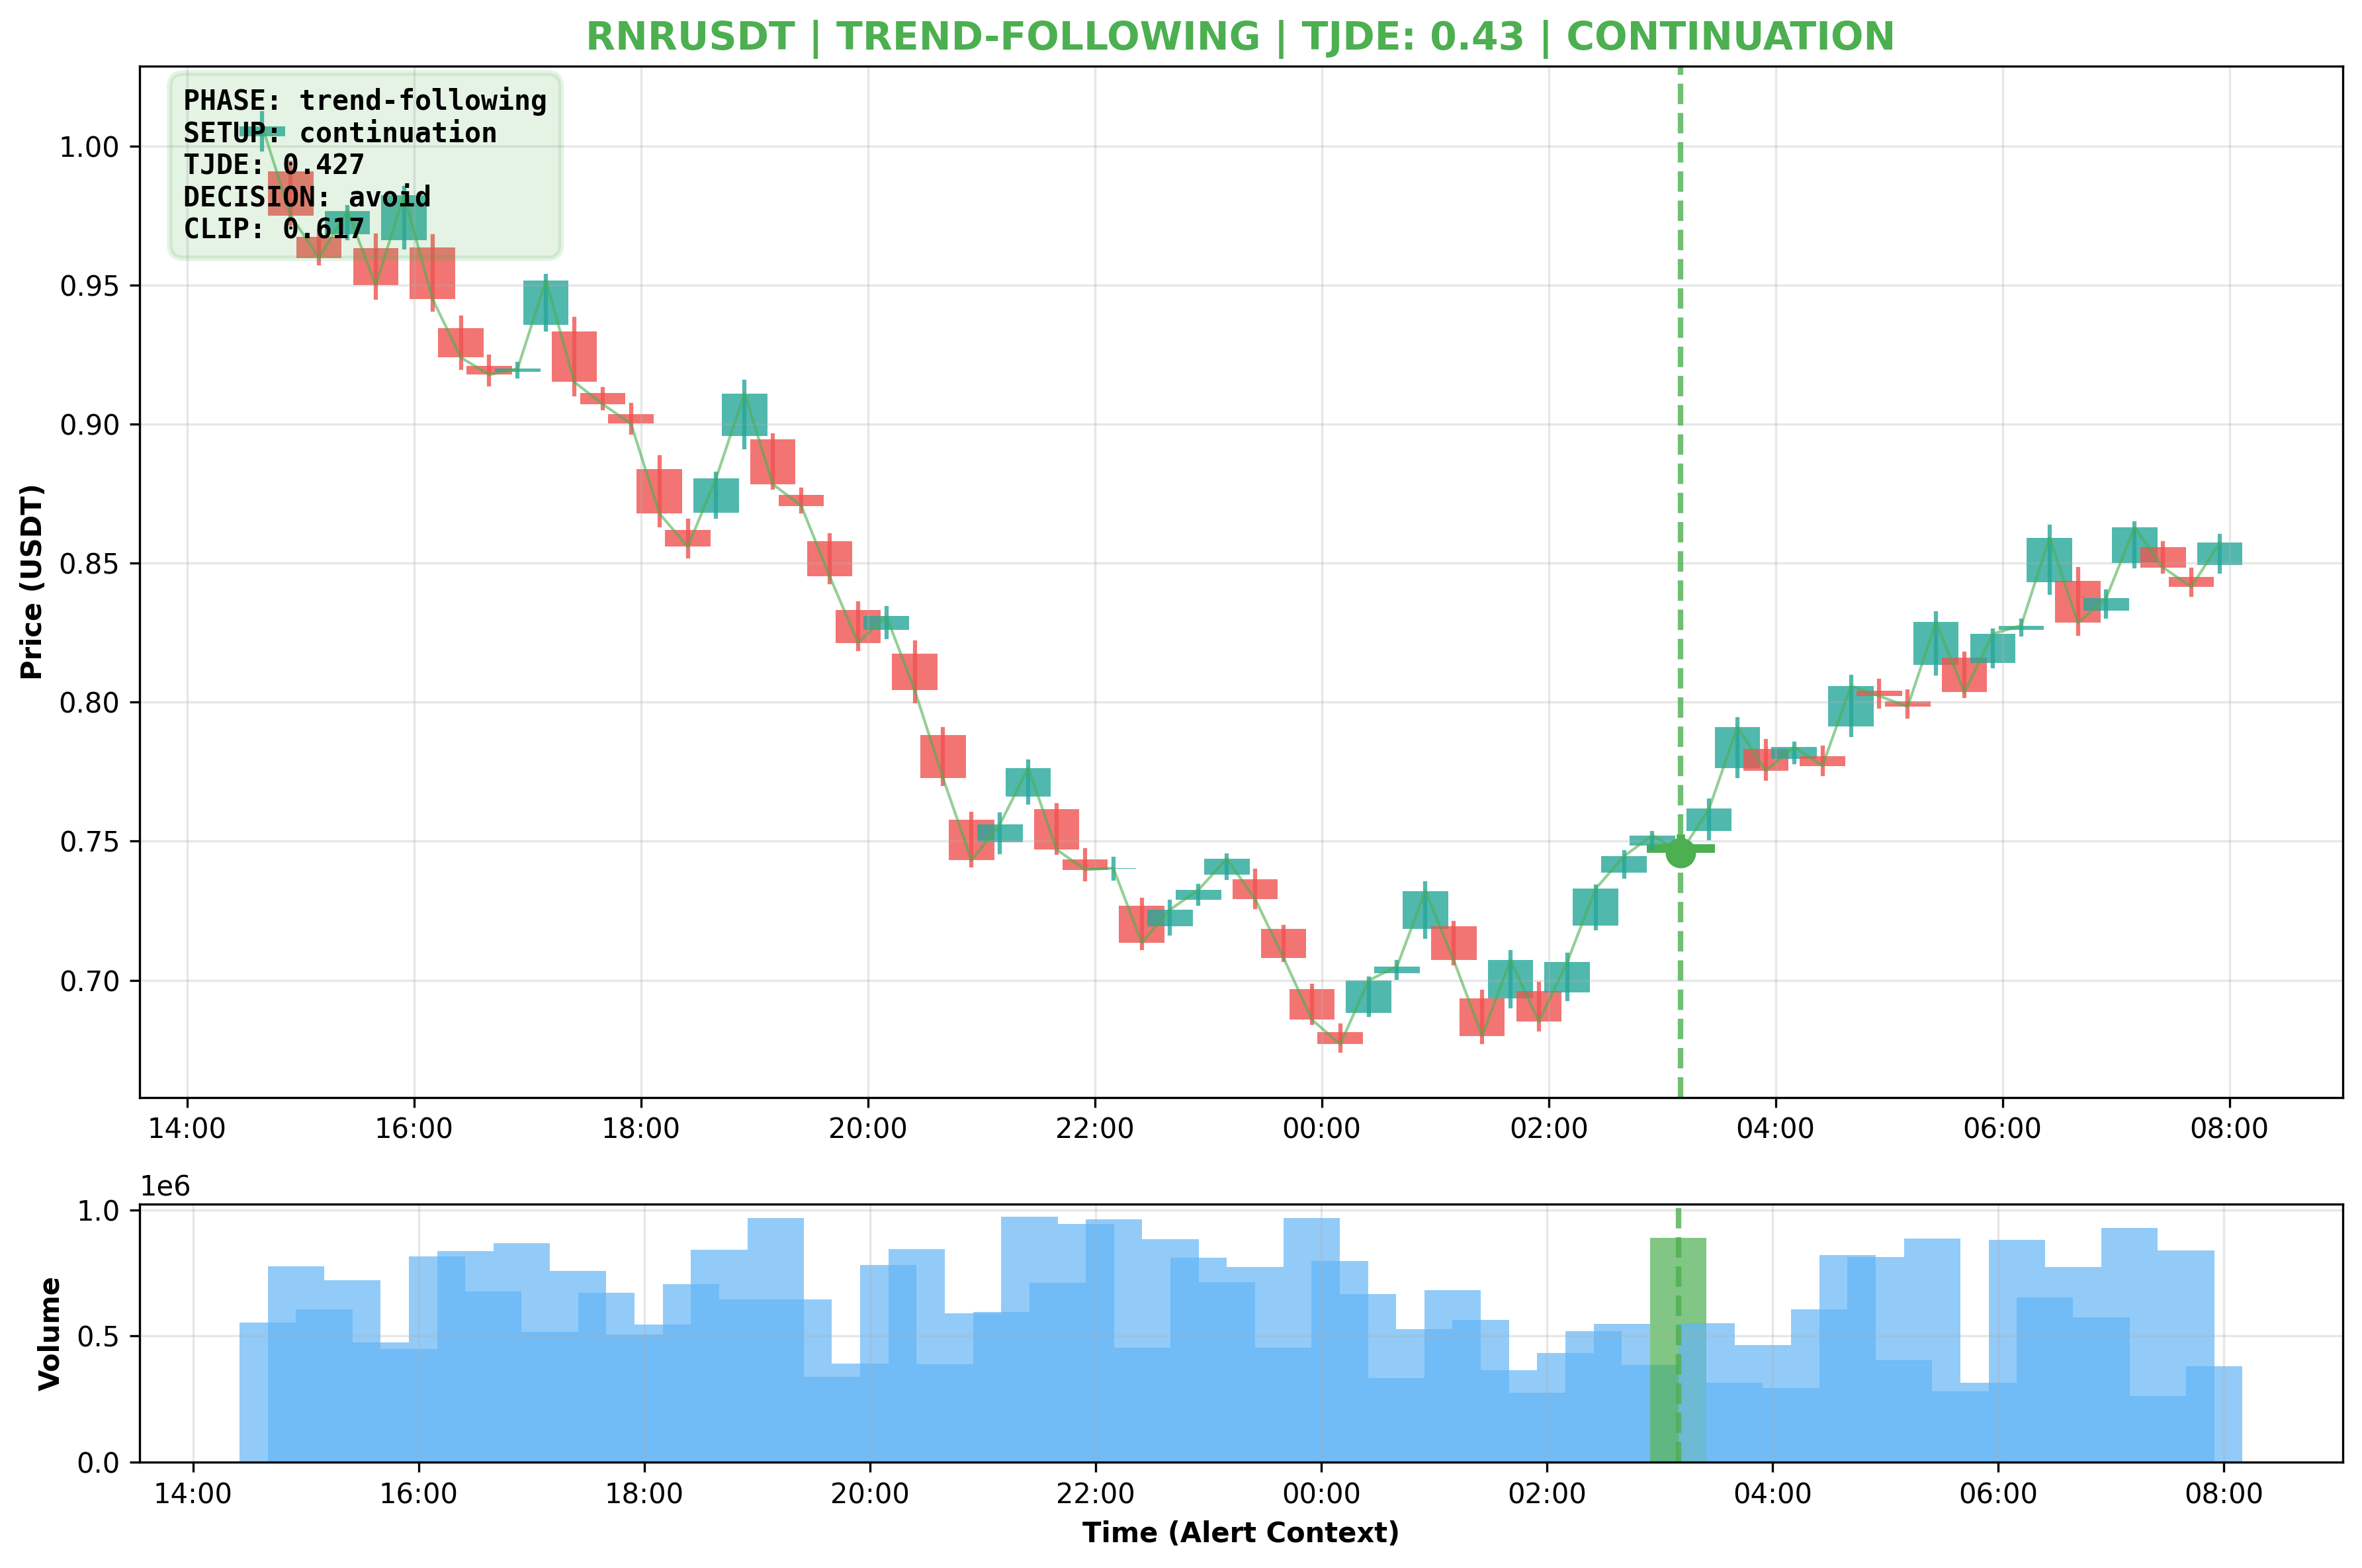 RNRUSDT | TREND-FOLLOWING | TJDE: 0.43 | CONTINUATION
PHASE: trend-following
SETUP: continuation
TJDE: 0.427
DECISION: avoid
CLIP: 0.617
Price (USDT)
1.00
0.95
0.90
0.85
0.80
0.75
0.70
14:00 16:00 18:00 20:00 22:00 00:00 02:00 04:00 06:00 08:00
1e6
Volume
1.0
0.5
0.0
14:00 16:00 18:00 20:00 22:00 00:00 02:00 04:00 06:00 08:00
Time (Alert Context)